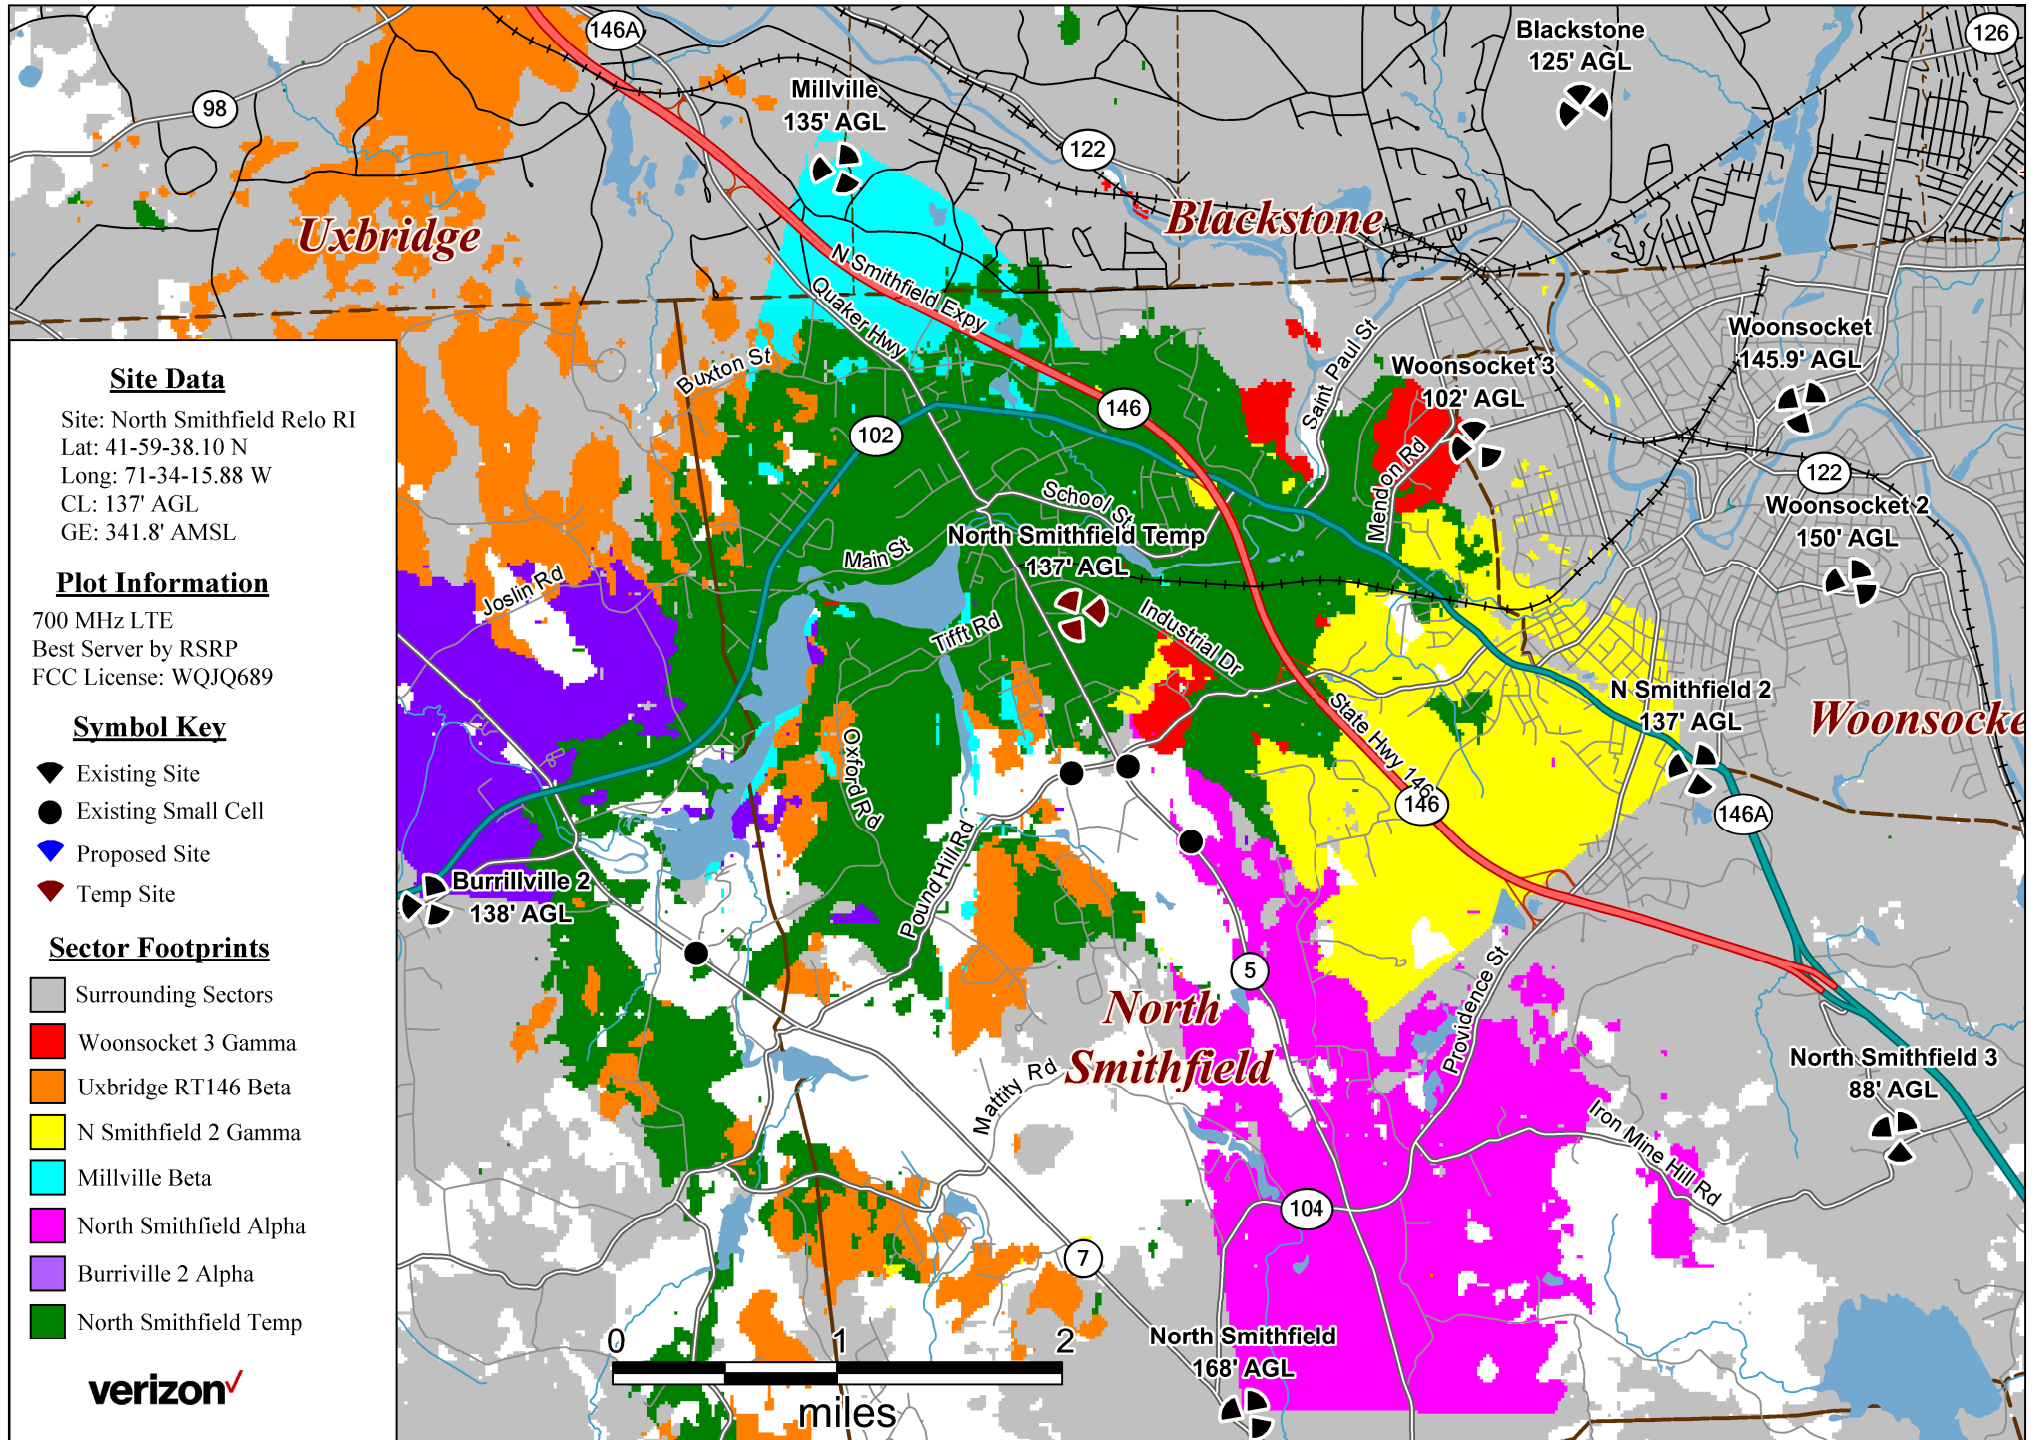 146A
98
126
Blackstone
125' AGL
Millville
135' AGL
122
Uxbridge
Blackstone
N Smithfield Expy
Quaker Hwy
Buxton St
Saint Paul St
Woonsocket
145.9' AGL
Woonsocket 3
102' AGL
146
102
Mendon Rd
122
School St
Woonsocket 2
150' AGL
North Smithfield Temp
137' AGL
Main St
Joslin Rd
Tifft Rd
Industrial Dr
N Smithfield 2
137' AGL
Woonsocke
State Hwy 146
146
146A
Oxford Rd
Pound Hill Rd
Burrillville 2
138' AGL
5
Providence St
North
Smithfield
Mattity Rd
North Smithfield 3
88' AGL
Iron Mine Hill Rd
104
7
North Smithfield
168' AGL
0 1 2
miles
Site Data
Site: North Smithfield Relo RI
Lat: 41-59-38.10 N
Long: 71-34-15.88 W
CL: 137' AGL
GE: 341.8' AMSL
Plot Information
700 MHz LTE
Best Server by RSRP
FCC License: WQJQ689
Symbol Key
Existing Site
Existing Small Cell
Proposed Site
Temp Site
Sector Footprints
Surrounding Sectors
Woonsocket 3 Gamma
Uxbridge RT146 Beta
N Smithfield 2 Gamma
Millville Beta
North Smithfield Alpha
Burriville 2 Alpha
North Smithfield Temp
verizon